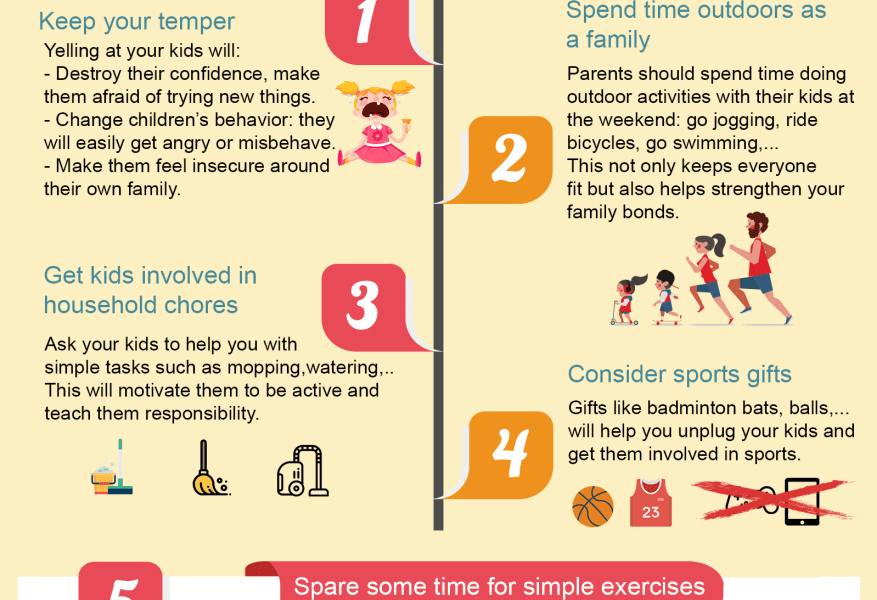 Keep your temper
1
Yelling at your kids will:
- Destroy their confidence, make
them afraid of trying new things.
- Change children's behavior: they
will easily get angry or misbehave.
- Make them feel insecure around
their own family.
Spend time outdoors as
a family
2
Parents should spend time doing
outdoor activities with their kids at
the weekend: go jogging, ride
bicycles, go swimming,...
This not only keeps everyone
fit but also helps strengthen your
family bonds.
Get kids involved in
household chores
3
Ask your kids to help you with
simple tasks such as mopping,watering,..
This will motivate them to be active and
teach them responsibility.
Consider sports gifts
4
Gifts like badminton bats, balls,...
will help you unplug your kids and
get them involved in sports.
23
5
Spare some time for simple exercises